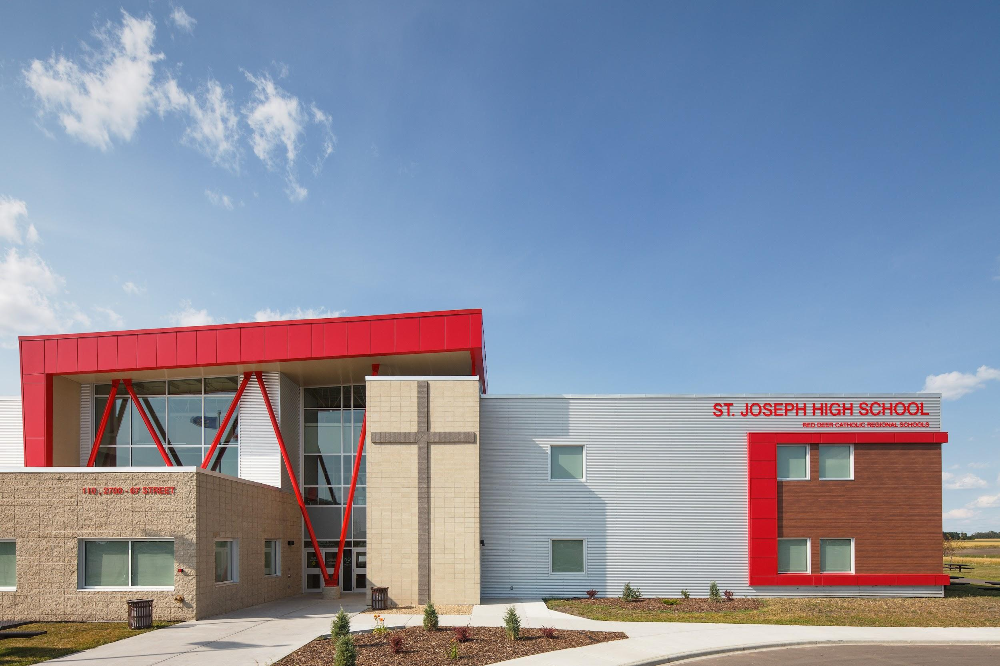 ST. JOSEPH HIGH SCHOOL
RED DEER CATHOLIC REGIONAL SCHOOLS
110 , 2700 - 67 STREET
NO